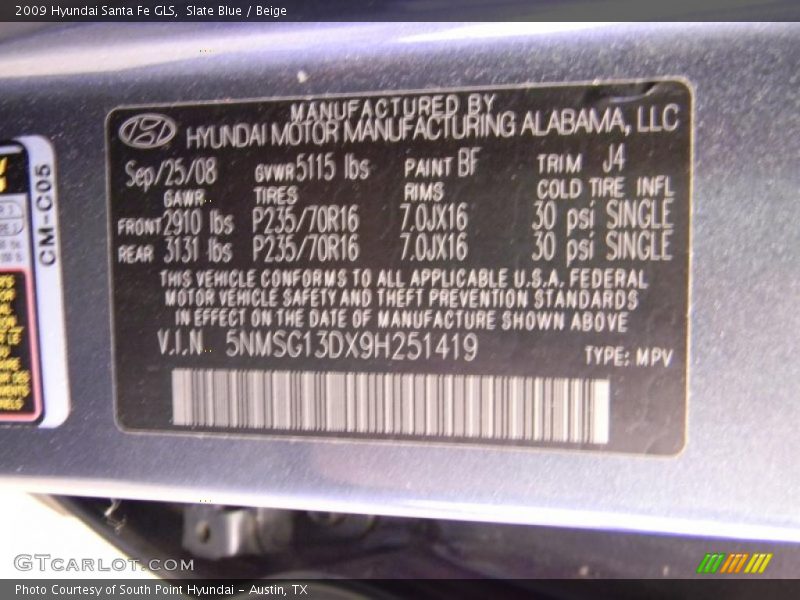 2009 Hyundai Santa Fe GLS, Slate Blue / Beige
MANUFACTURED BY
HYUNDAI MOTOR MANUFACTURING ALABAMA, LLC
Sep/25/08 GVWR 5115 lbs PAINT BF TRIM J4
GAWR TIRES RIMS COLD TIRE INFL
FRONT 2910 lbs P235/70R16 7.0JX16 30 psi SINGLE
REAR 3131 lbs P235/70R16 7.0JX16 30 psi SINGLE
THIS VEHICLE CONFORMS TO ALL APPLICABLE U.S.A. FEDERAL
MOTOR VEHICLE SAFETY AND THEFT PREVENTION STANDARDS
IN EFFECT ON THE DATE OF MANUFACTURE SHOWN ABOVE
V.I.N. 5NMSG13DX9H251419 TYPE: MPV
CM-C05
GTCARLOT.COM
Photo Courtesy of South Point Hyundai - Austin, TX